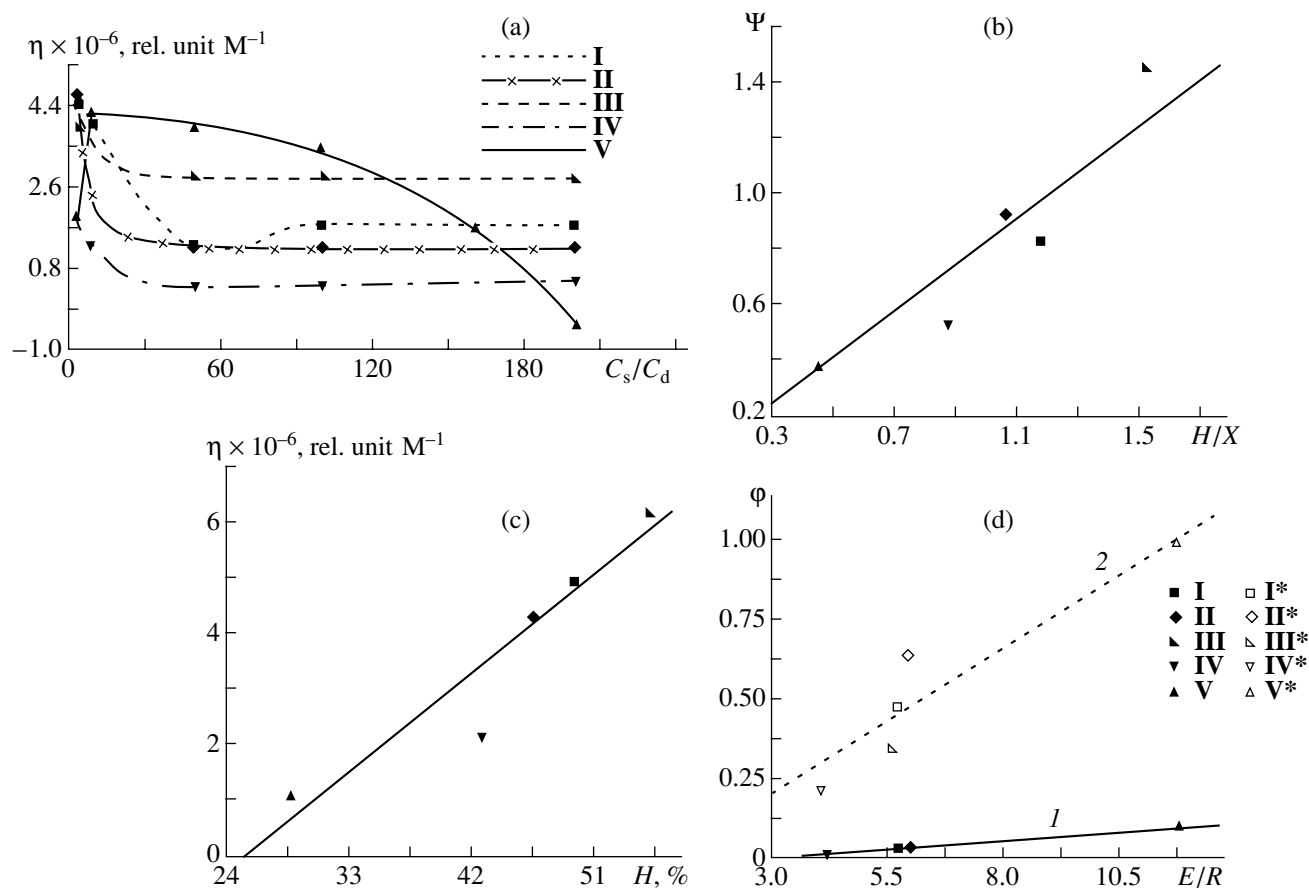 (a)
η × 10⁻⁶, rel. unit M⁻¹
I
II
III
IV
V
4.4
2.6
0.8
−1.0
0 60 120 180 Cs/Cd
(b)
Ψ
1.4
1.0
0.6
0.2
0.3 0.7 1.1 1.5 H/X
(c)
η × 10⁻⁶, rel. unit M⁻¹
6
4
2
0
24 33 42 51 H, %
(d)
φ
1.00
0.75
0.50
0.25
0
2
1
I I*
II II*
III III*
IV IV*
V V*
3.0 5.5 8.0 10.5 E/R